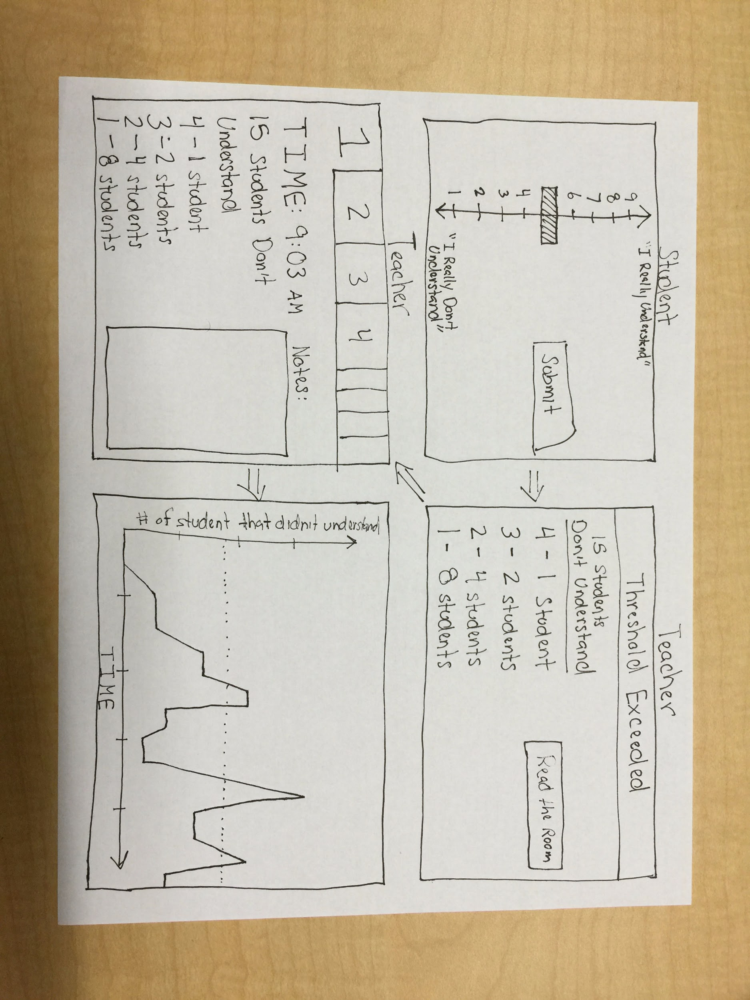 Student
"I Really Understand"
9
8
7
6
4
3
2
1
"I Really Don't
Understand"
Submit
Teacher
Threshold Exceeded
15 Students
Don't Understand
4 - 1 Student
3 - 2 students
2 - 4 students
1 - 8 students
Read the Room
Teacher
1 2 3 4
TIME: 9:03 AM
15 Students Don't
Understand
4 - 1 student
3 - 2 students
2 - 4 students
1 - 8 students
Notes:
# of student that didn't understand
TIME